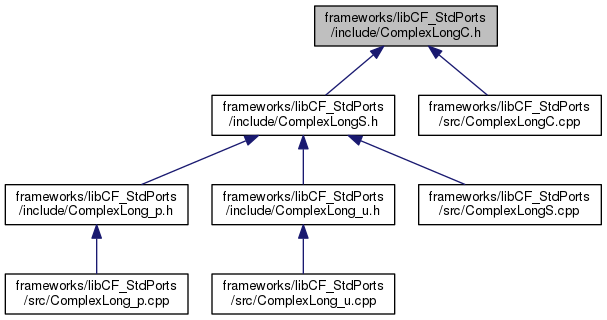 frameworks/libCF_StdPorts
/include/ComplexLongC.h
frameworks/libCF_StdPorts
/include/ComplexLongS.h
frameworks/libCF_StdPorts
/src/ComplexLongC.cpp
frameworks/libCF_StdPorts
/include/ComplexLong_p.h
frameworks/libCF_StdPorts
/include/ComplexLong_u.h
frameworks/libCF_StdPorts
/src/ComplexLongS.cpp
frameworks/libCF_StdPorts
/src/ComplexLong_p.cpp
frameworks/libCF_StdPorts
/src/ComplexLong_u.cpp